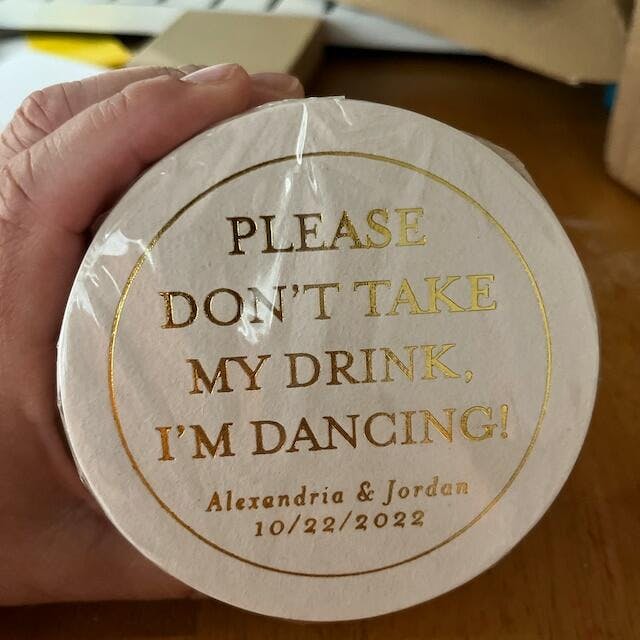 PLEASE
DON'T TAKE
MY DRINK,
I'M DANCING!
Alexandria & Jordan
10/22/2022